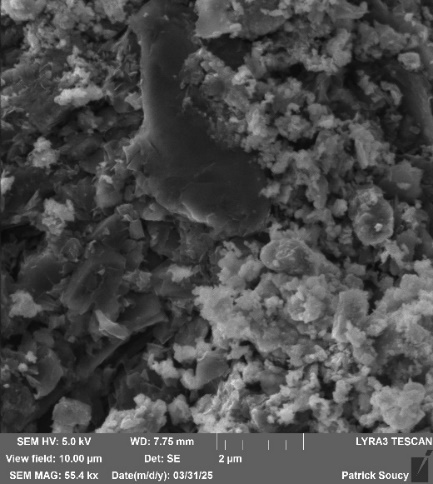 SEM HV: 5.0 kV WD: 7.75 mm LYRA3 TESCAN
View field: 10.00 µm Det: SE 2 µm
SEM MAG: 55.4 kx Date(m/d/y): 03/31/25 Patrick Soucy